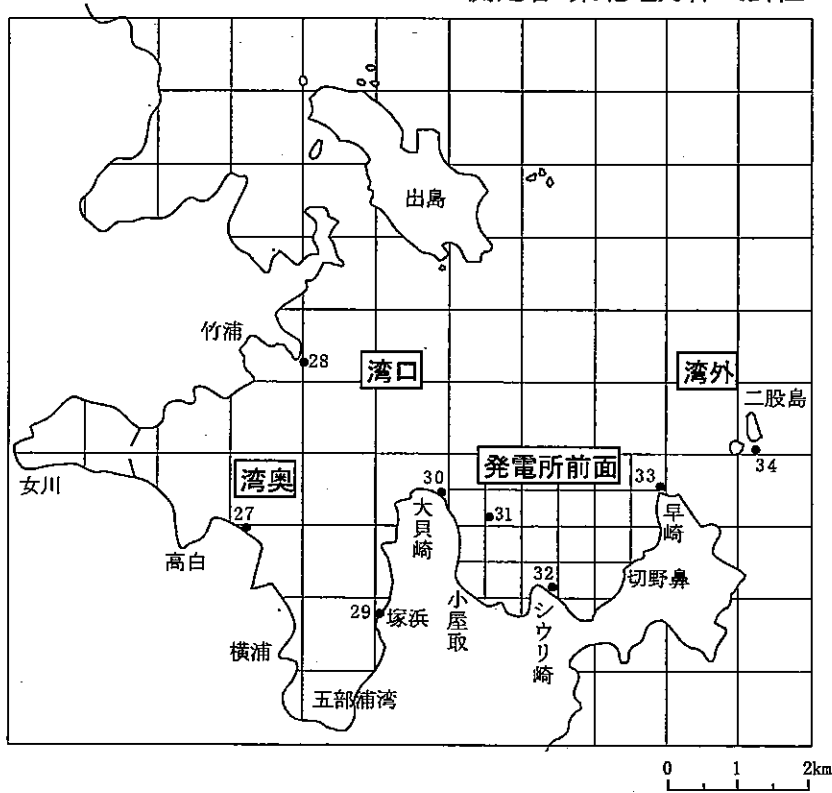 出島
竹浦
28
湾口
湾外
二股島
34
女川
湾奥
27
高白
30
大貝崎
発電所前面
31
33
早崎
32
切野鼻
29
塚浜
小屋取
シウリ崎
横浦
五部浦湾
0 1 2km